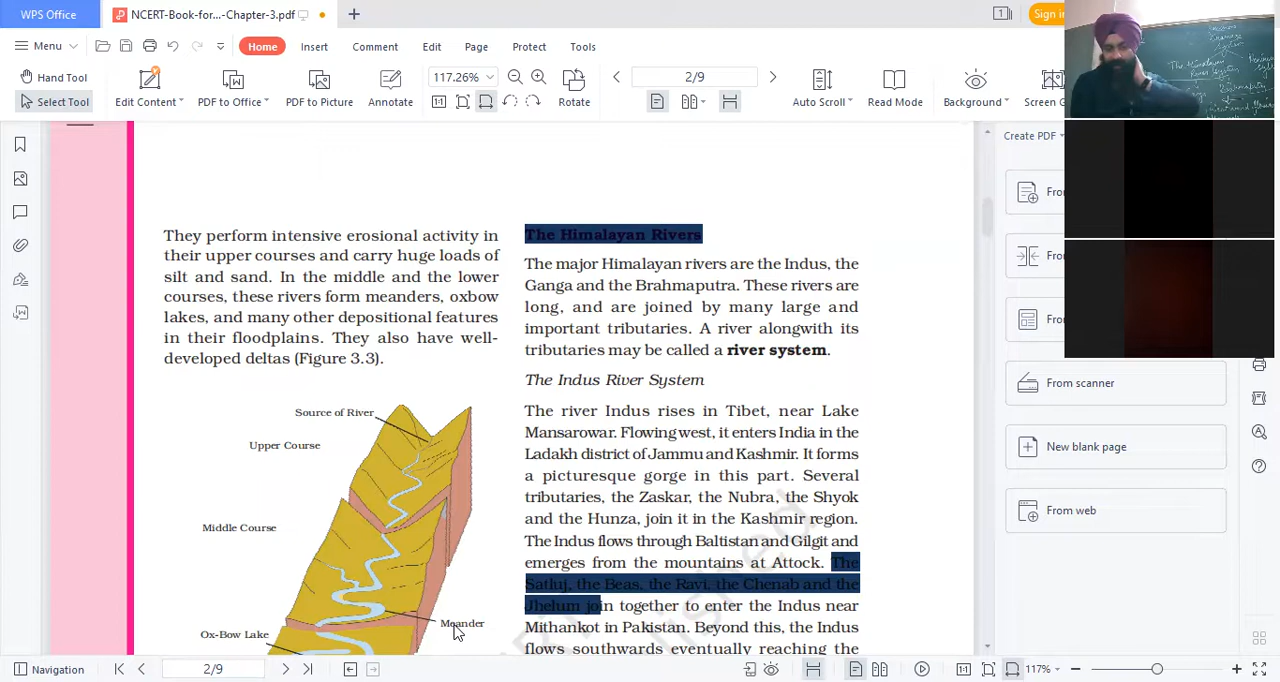 WPS Office
NCERT-Book-for...-Chapter-3.pdf
1
Sign in
Menu
Home
Insert
Comment
Edit
Page
Protect
Tools
Hand Tool
Select Tool
Edit Content
PDF to Office
PDF to Picture
Annotate
117.26%
Rotate
2/9
Auto Scroll
Read Mode
Background
Screen G
Create PDF
From scanner
New blank page
From web
They perform intensive erosional activity in
their upper courses and carry huge loads of
silt and sand. In the middle and the lower
courses, these rivers form meanders, oxbow
lakes, and many other depositional features
in their floodplains. They also have well-
developed deltas (Figure 3.3).
Source of River
Upper Course
Middle Course
Meander
Ox-Bow Lake
The Himalayan Rivers
The major Himalayan rivers are the Indus, the
Ganga and the Brahmaputra. These rivers are
long, and are joined by many large and
important tributaries. A river alongwith its
tributaries may be called a river system.
The Indus River System
The river Indus rises in Tibet, near Lake
Mansarowar. Flowing west, it enters India in the
Ladakh district of Jammu and Kashmir. It forms
a picturesque gorge in this part. Several
tributaries, the Zaskar, the Nubra, the Shyok
and the Hunza, join it in the Kashmir region.
The Indus flows through Baltistan and Gilgit and
emerges from the mountains at Attock. The
Satluj, the Beas, the Ravi, the Chenab and the
Jhelum join together to enter the Indus near
Mithankot in Pakistan. Beyond this, the Indus
flows southwards eventually reaching the
Navigation
2/9
117%